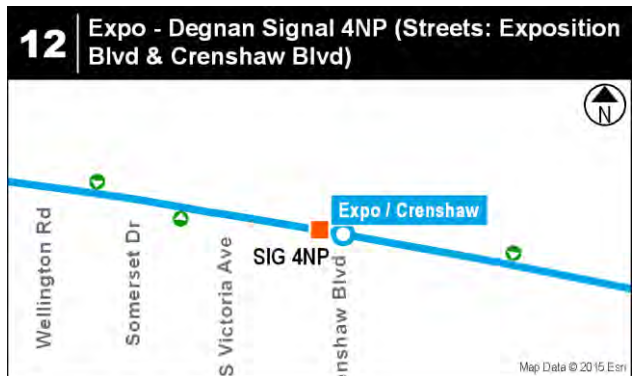 12
Expo - Degnan Signal 4NP (Streets: Exposition
Blvd & Crenshaw Blvd)
N
Expo / Crenshaw
SIG 4NP
Wellington Rd
Somerset Dr
S Victoria Ave
enshaw Blvd
Map Data © 2015 Esri